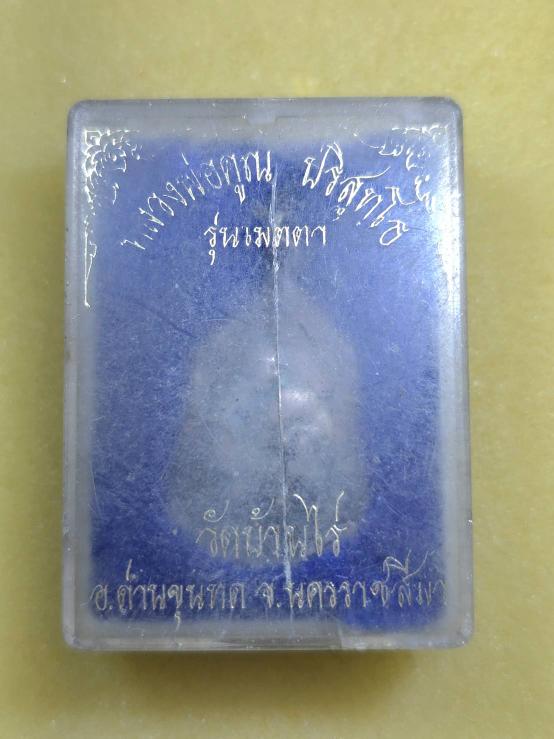 หลวงพ่อคูณ ปริสุทโธ
รุ่นเมตตา
วัดบ้านไร่
อ.ด่านขุนทด จ.นครราชสีมา